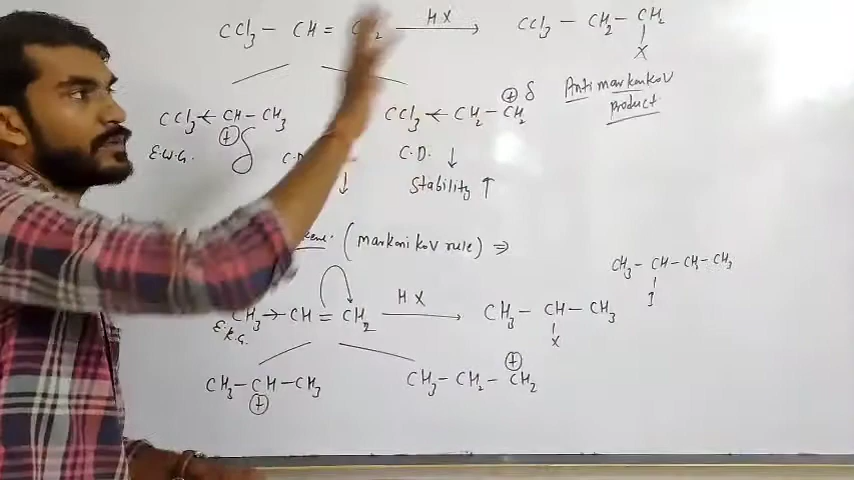 CCl3 — CH = C 2 HX → CCl3 — CH2 — CH2
X
Anti markonkov
product
CCl3 ← CH — CH3 CCl3 ← CH2 — CH2 ⊕ δ
⊕ δ
E.W.G. C.D. C.D. ↓
↓ Stability ↑
(markonikov rule) ⇒
CH3 — CH — CH — CH3
CH3 → CH = CH2 HX → CH3 — CH — CH3
X
CH3 — CH — CH3 CH3 — CH2 — CH2
⊕ ⊕